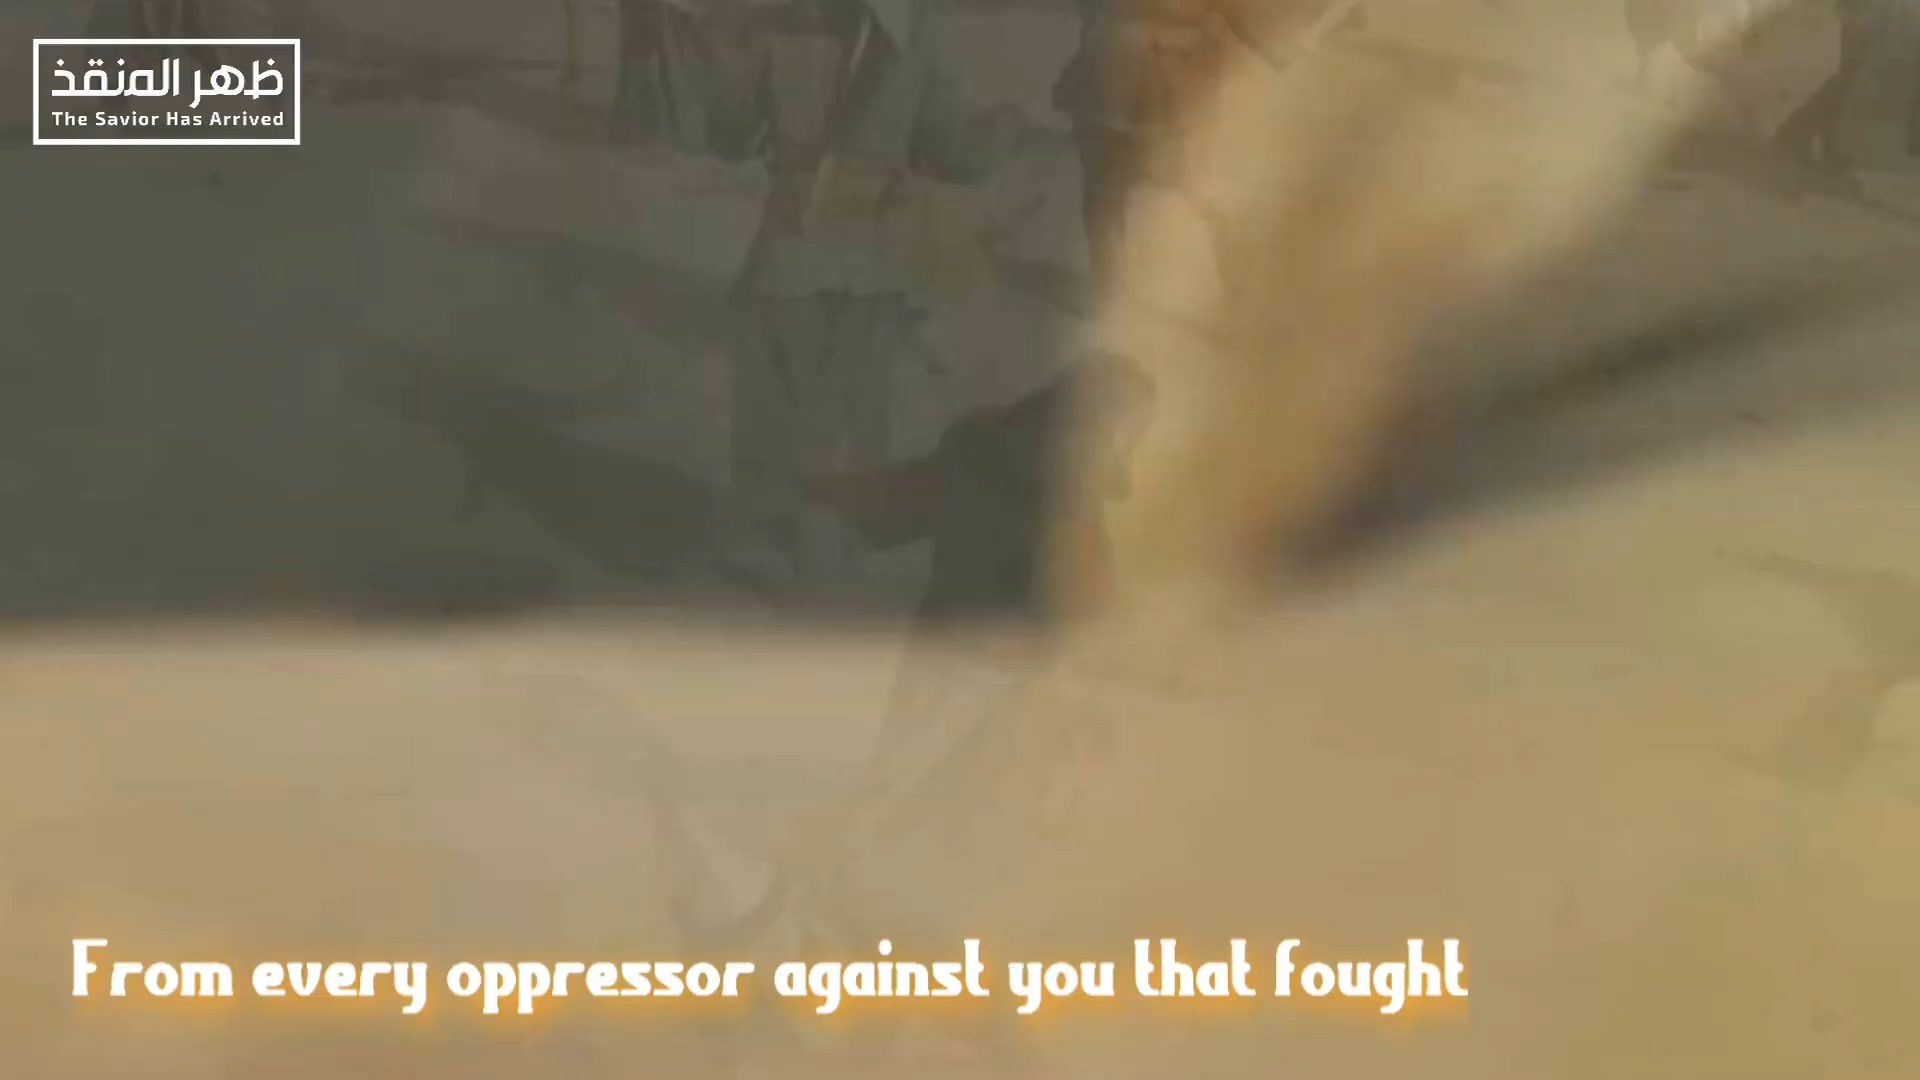 ظهر المنقذ
The Savior Has Arrived
From every oppressor against you that fought